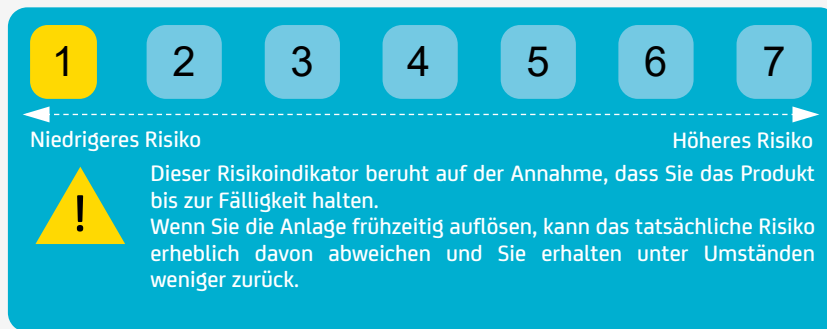 1 2 3 4 5 6 7
Niedrigeres Risiko Höheres Risiko
! Dieser Risikoindikator beruht auf der Annahme, dass Sie das Produkt
bis zur Fälligkeit halten.
Wenn Sie die Anlage frühzeitig auflösen, kann das tatsächliche Risiko
erheblich davon abweichen und Sie erhalten unter Umständen
weniger zurück.